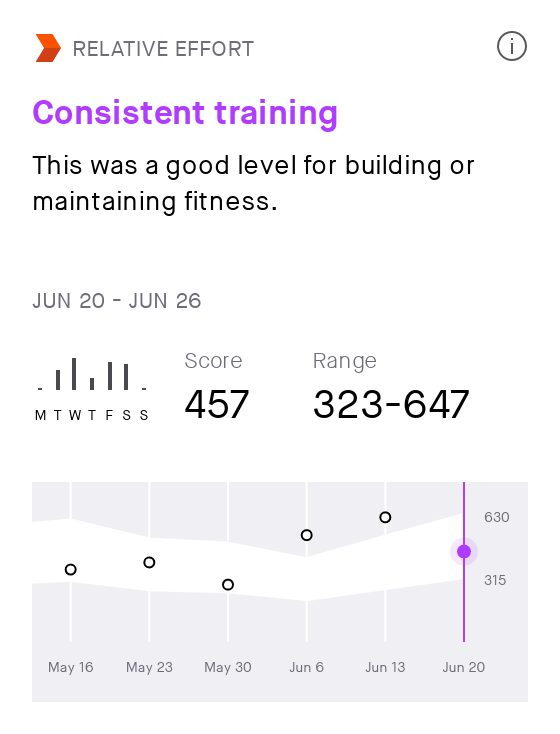 RELATIVE EFFORT
Consistent training
This was a good level for building or
maintaining fitness.
JUN 20 - JUN 26
Score
Range
M T W T F S S
457
323-647
630
315
May 16
May 23
May 30
Jun 6
Jun 13
Jun 20